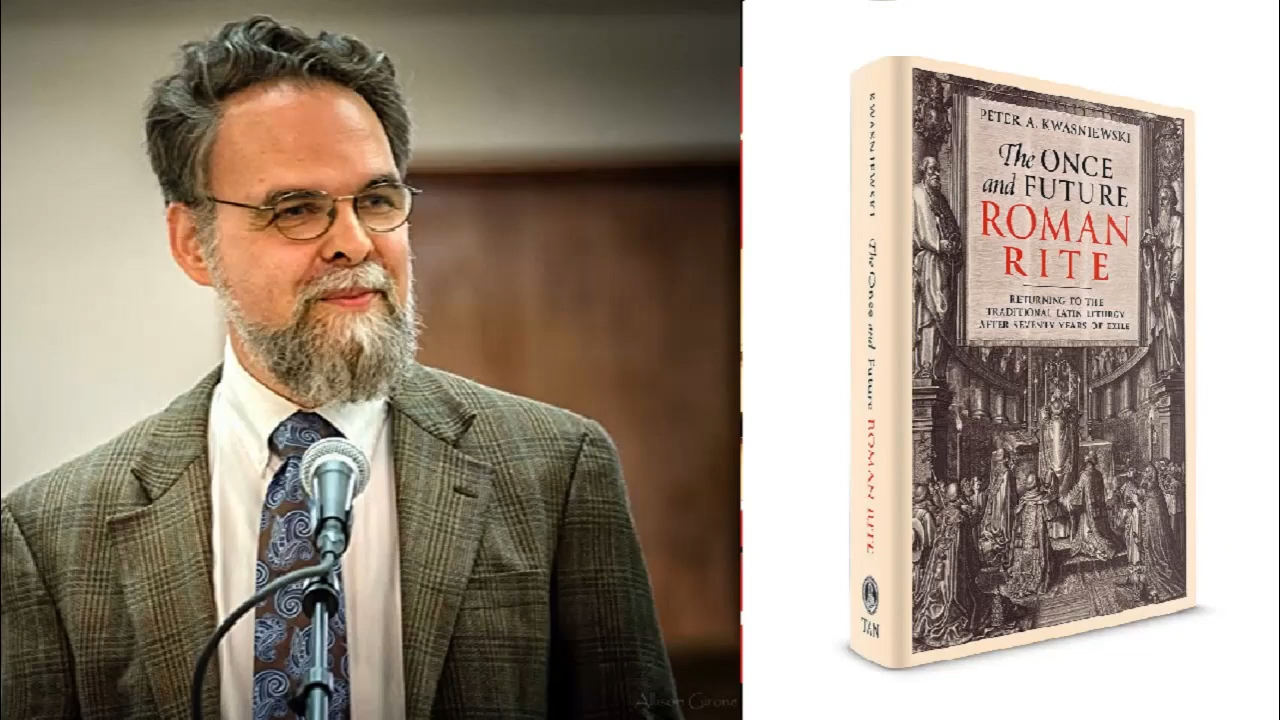 Allison Girone
PETER A. KWASNIEWSKI
The ONCE
and FUTURE
ROMAN
RITE
RETURNING TO THE
TRADITIONAL LATIN LITURGY
AFTER SEVENTY YEARS OF EXILE
KWASNIEWSKI The Once and Future ROMAN RITE
TAN